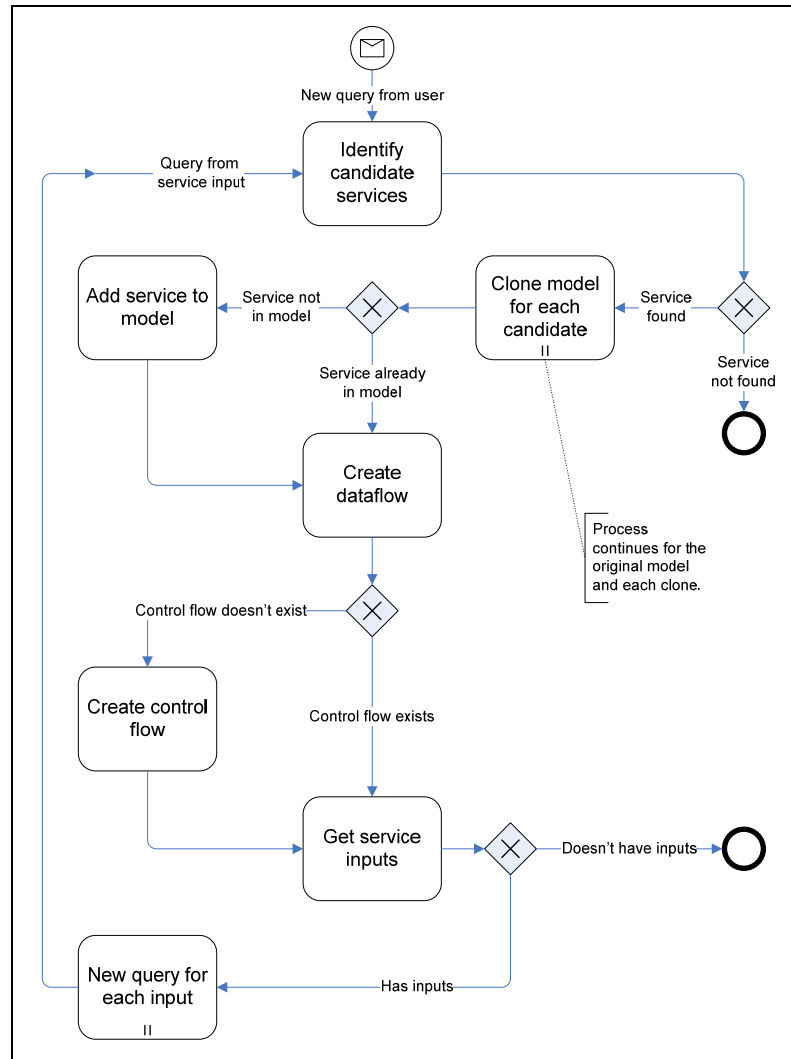 New query from user
Identify
candidate
services
Query from
service input
Add service to
model
Service not
in model
Clone model
for each
candidate
Service
found
Service
not found
Service already
in model
Create
dataflow
Process
continues for the
original model
and each clone.
Control flow doesn't exist
Create control
flow
Control flow exists
Get service
inputs
Doesn't have inputs
New query for
each input
Has inputs